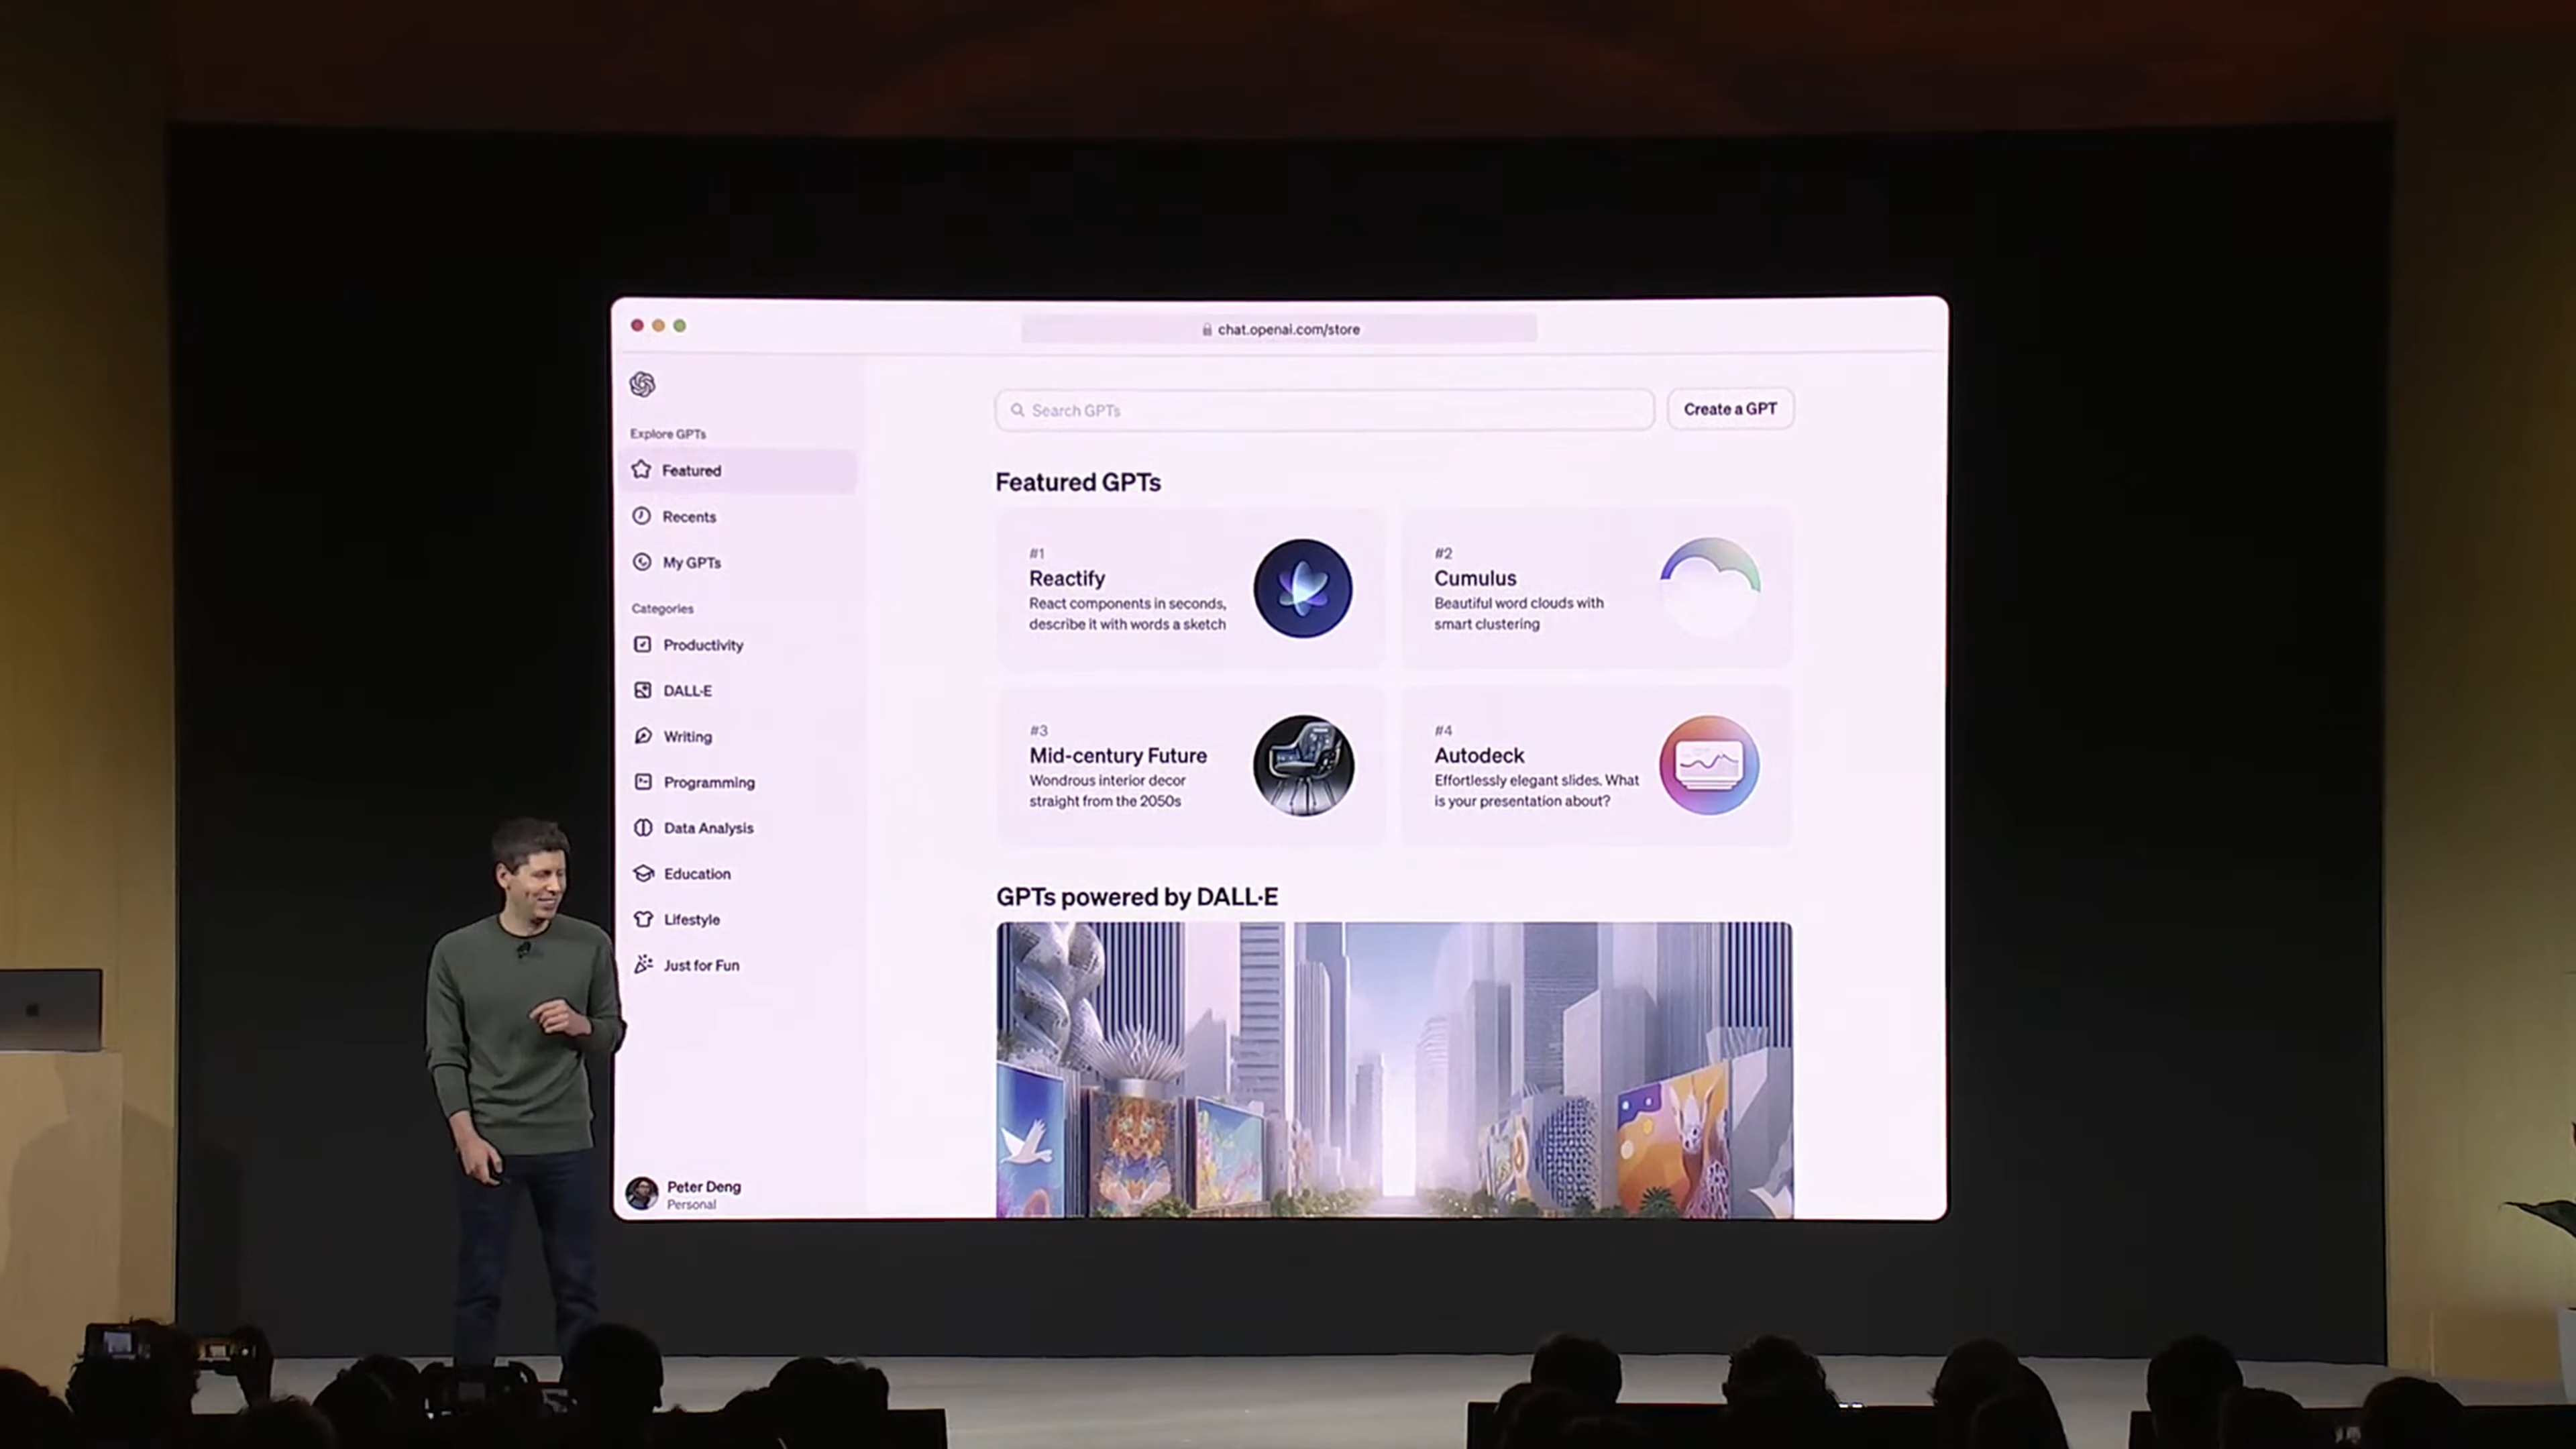 chat.openai.com/store
Explore GPTs
Featured
Recents
My GPTs
Categories
Productivity
DALL·E
Writing
Programming
Data Analysis
Education
Lifestyle
Just for Fun
Peter Deng
Personal
Search GPTs
Create a GPT
Featured GPTs
#1
Reactify
React components in seconds,
describe it with words a sketch
#2
Cumulus
Beautiful word clouds with
smart clustering
#3
Mid-century Future
Wondrous interior decor
straight from the 2050s
#4
Autodeck
Effortlessly elegant slides. What
is your presentation about?
GPTs powered by DALL·E